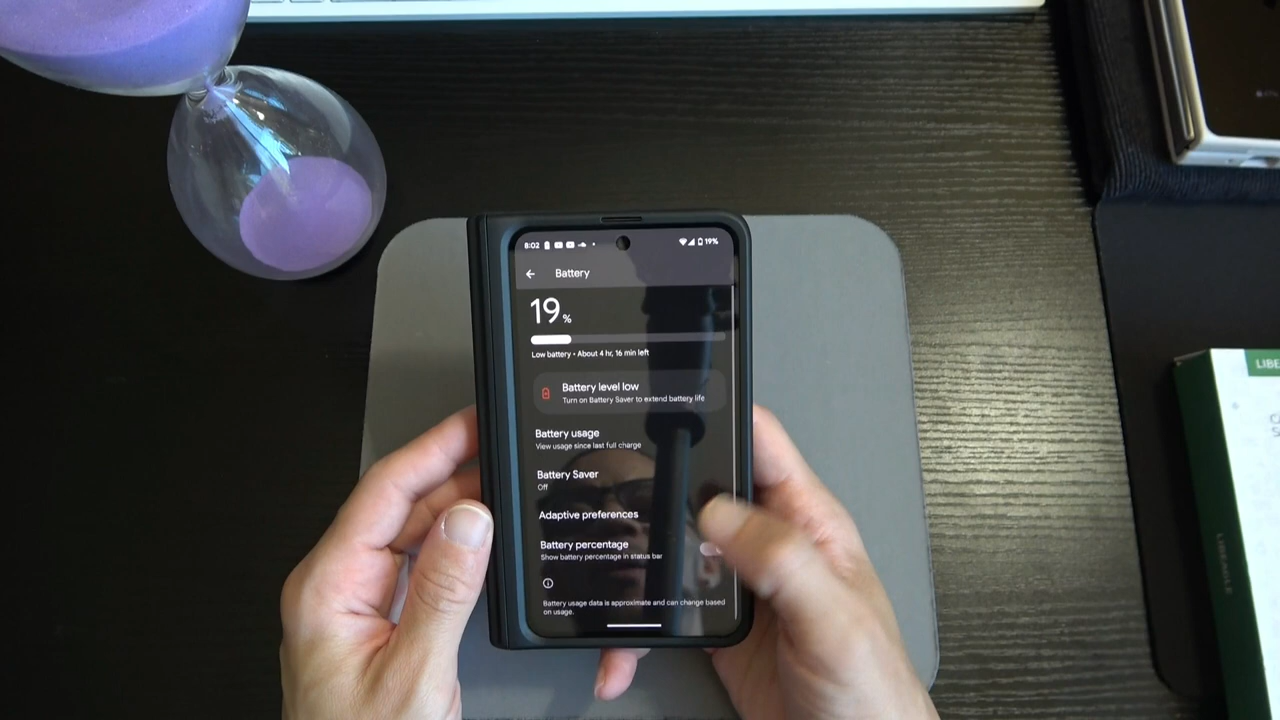 8:02
19%
Battery
19%
Low battery • About 4 hr, 16 min left
Battery level low
Turn on Battery Saver to extend battery life
Battery usage
View usage since last full charge
Battery Saver
Off
Adaptive preferences
Battery percentage
Show battery percentage in status bar
Battery usage data is approximate and can change based
on usage.
LIBE